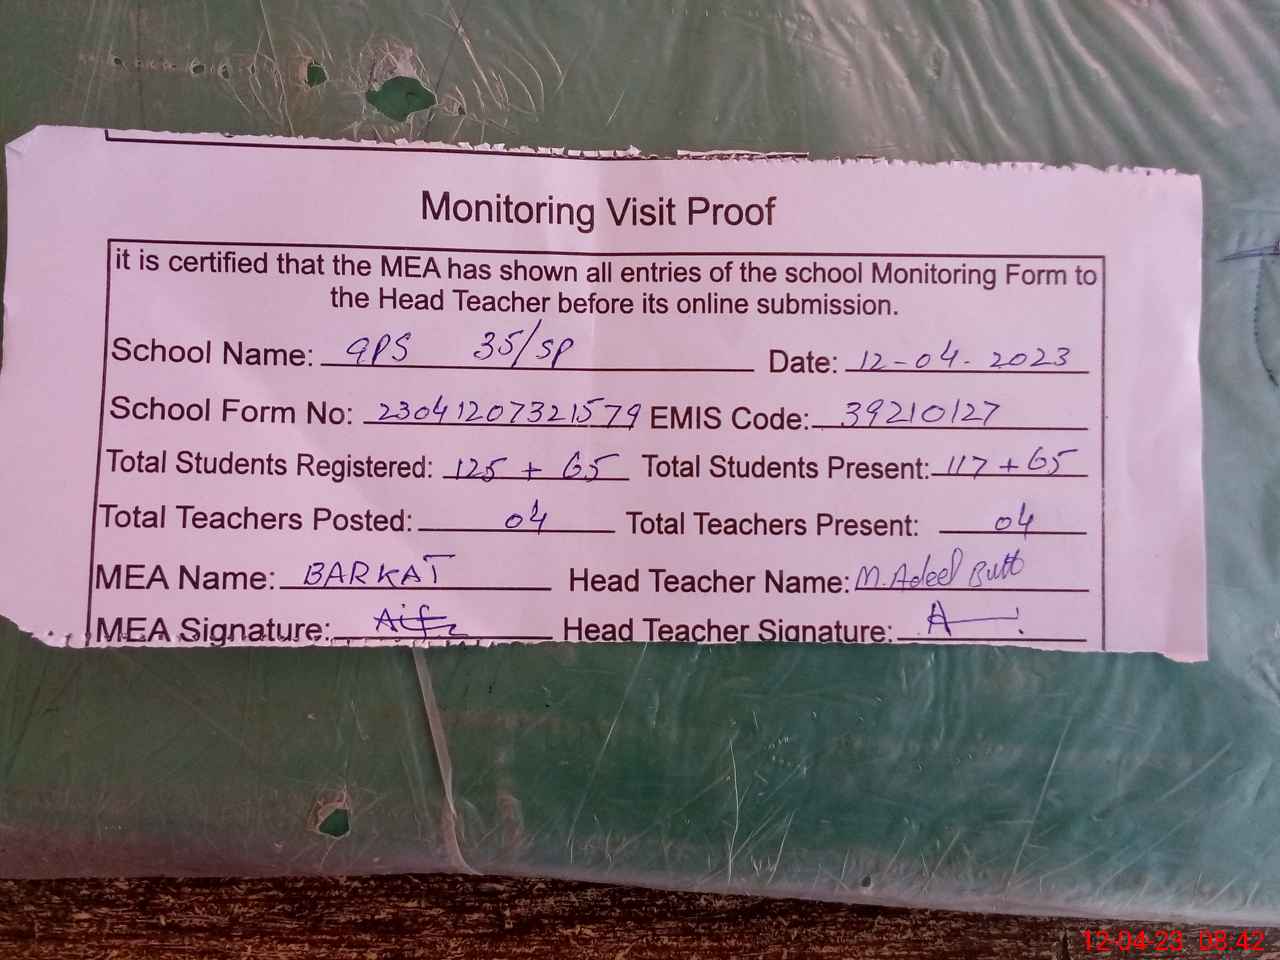 Monitoring Visit Proof
it is certified that the MEA has shown all entries of the school Monitoring Form to
the Head Teacher before its online submission.
School Name: GPS 35/SP Date: 12-04-2023
School Form No: 23041207321579 EMIS Code: 39210127
Total Students Registered: 125 + 65 Total Students Present: 117 + 65
Total Teachers Posted: 04 Total Teachers Present: 04
MEA Name: BARKAT Head Teacher Name: M. Adeel Butt
MEA Signature: Head Teacher Signature:
12-04-23 08:42